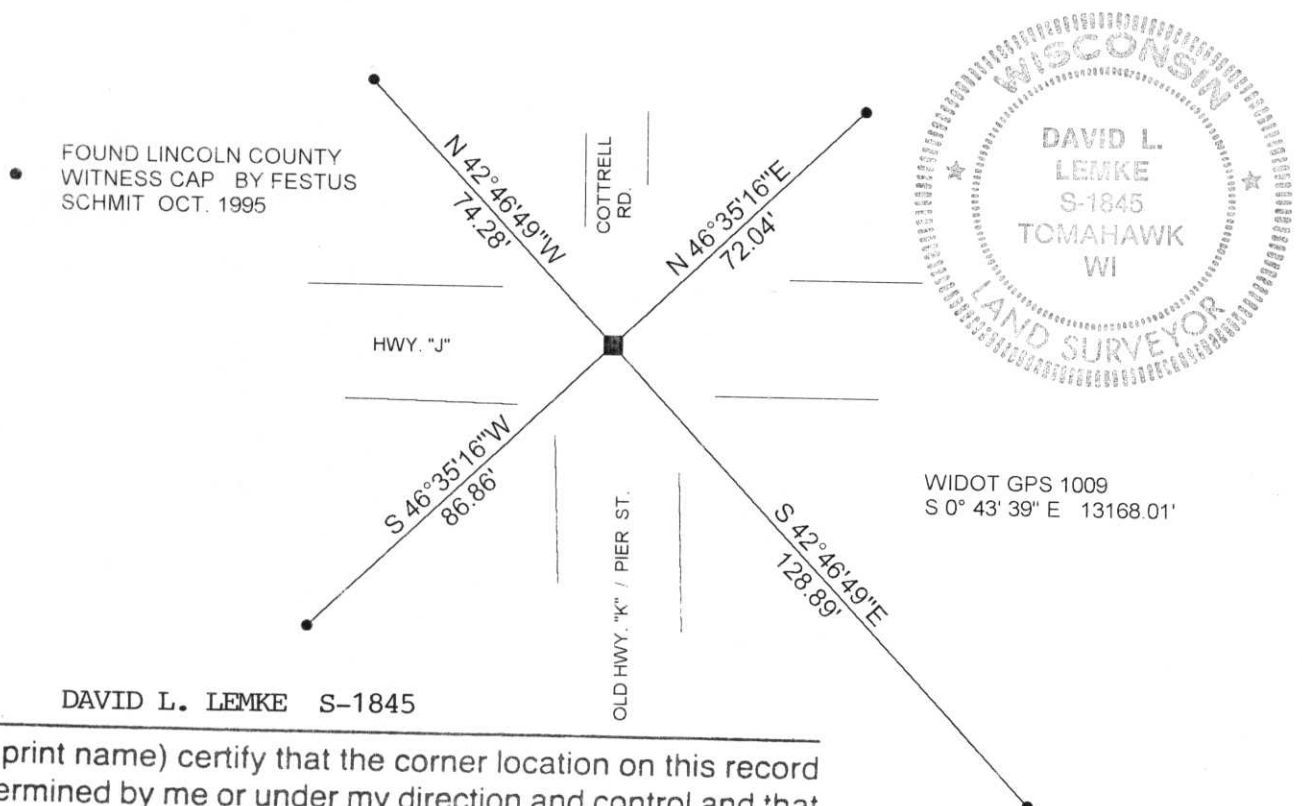 FOUND LINCOLN COUNTY
WITNESS CAP BY FESTUS
SCHMIT OCT. 1995
N 42°46'49"W
74.28'
COTTRELL
RD.
N 46°35'16"E
72.04'
WISCONSIN
DAVID L.
LEMKE
S-1845
TOMAHAWK
WI
LAND SURVEYOR
HWY. "J"
S 46°35'16"W
86.86'
OLD HWY. "K" / PIER ST.
S 42°46'49"E
128.89'
WIDOT GPS 1009
S 0° 43' 39" E 13168.01'
DAVID L. LEMKE S-1845
print name) certify that the corner location on this record
ermined by me or under my direction and control and that